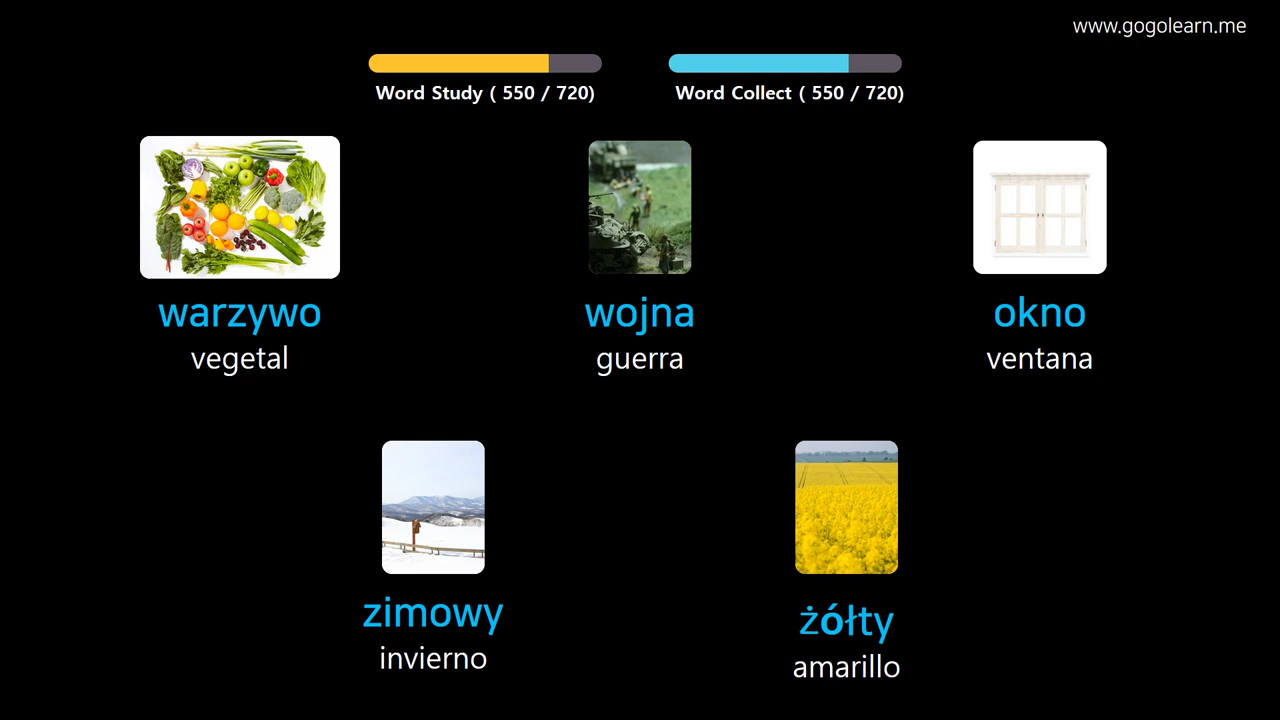 www.gogolearn.me
Word Study ( 550 / 720)
Word Collect ( 550 / 720)
warzywo
vegetal
wojna
guerra
okno
ventana
zimowy
invierno
żółty
amarillo